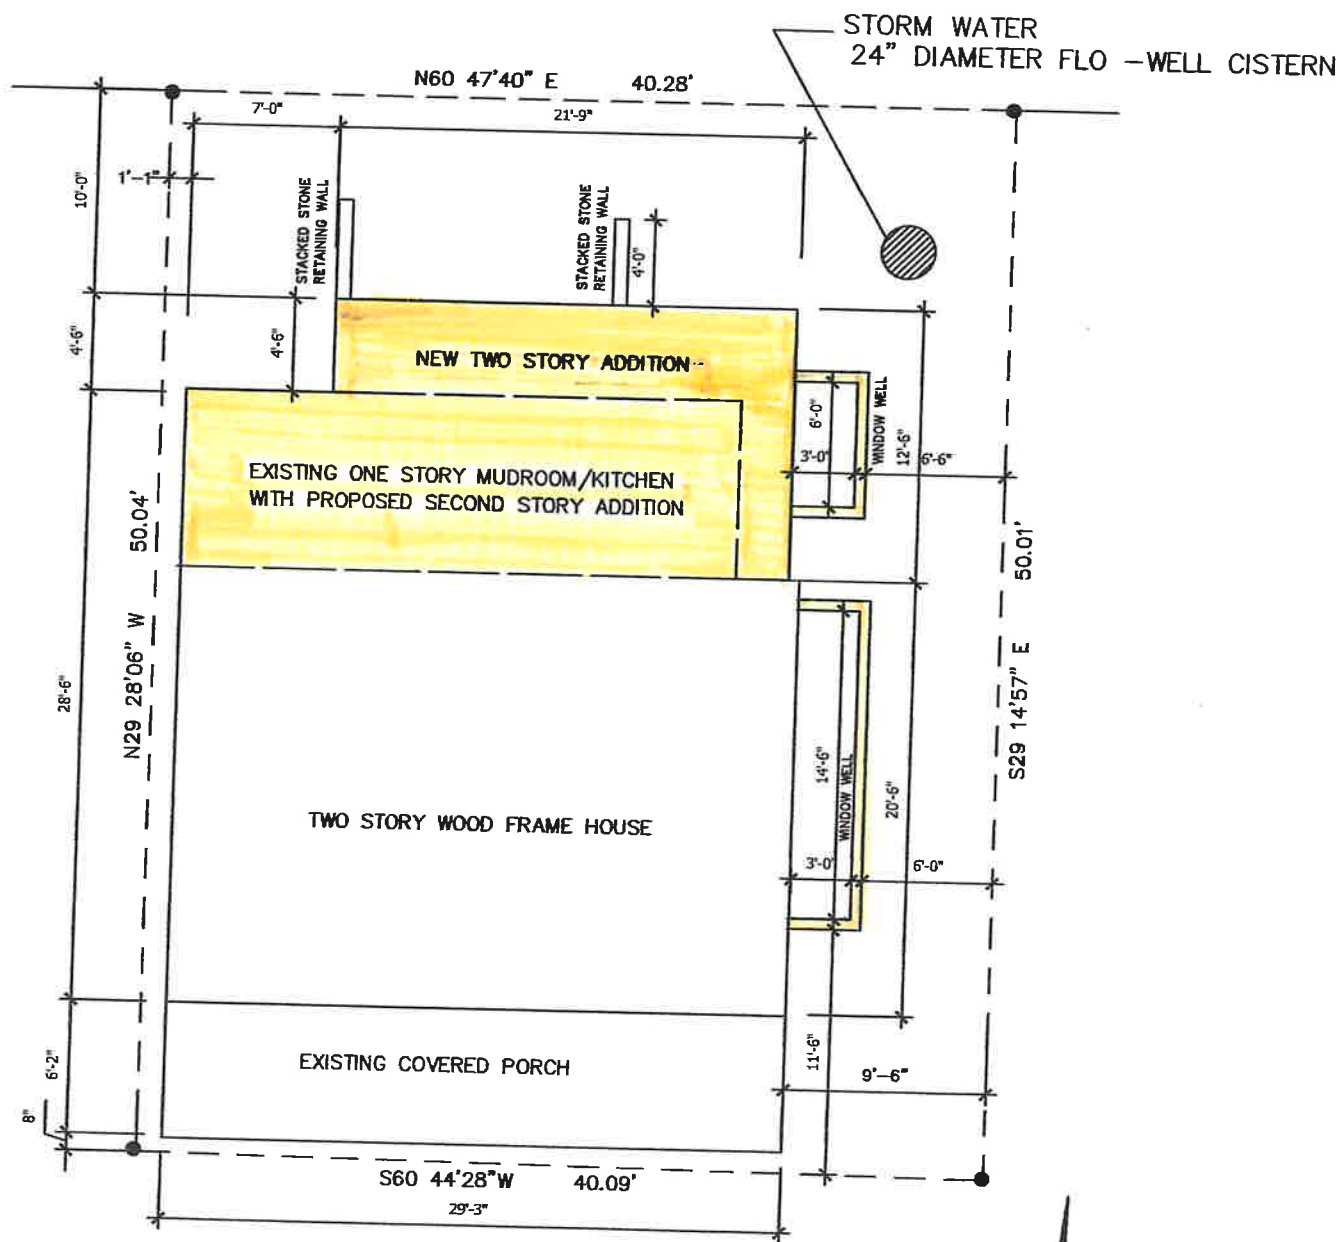 STORM WATER
24" DIAMETER FLO -WELL CISTERN
N60 47'40" E 40.28'
7'-0"
21'-9"
1'-1"
10'-0"
STACKED STONE
RETAINING WALL
STACKED STONE
RETAINING WALL
4'-0"
4'-6"
4'-6"
NEW TWO STORY ADDITION
6'-0"
WINDOW WELL
12'-6"
3'-0"
6'-6"
EXISTING ONE STORY MUDROOM/KITCHEN
WITH PROPOSED SECOND STORY ADDITION
N29 28'06" W 50.04'
S29 14'57" E 50.01'
28'-6"
14'-6"
WINDOW WELL
20'-6"
TWO STORY WOOD FRAME HOUSE
3'-0"
6'-0"
11'-6"
6'-2"
EXISTING COVERED PORCH
9'-6"
8"
S60 44'28"W 40.09'
29'-3"